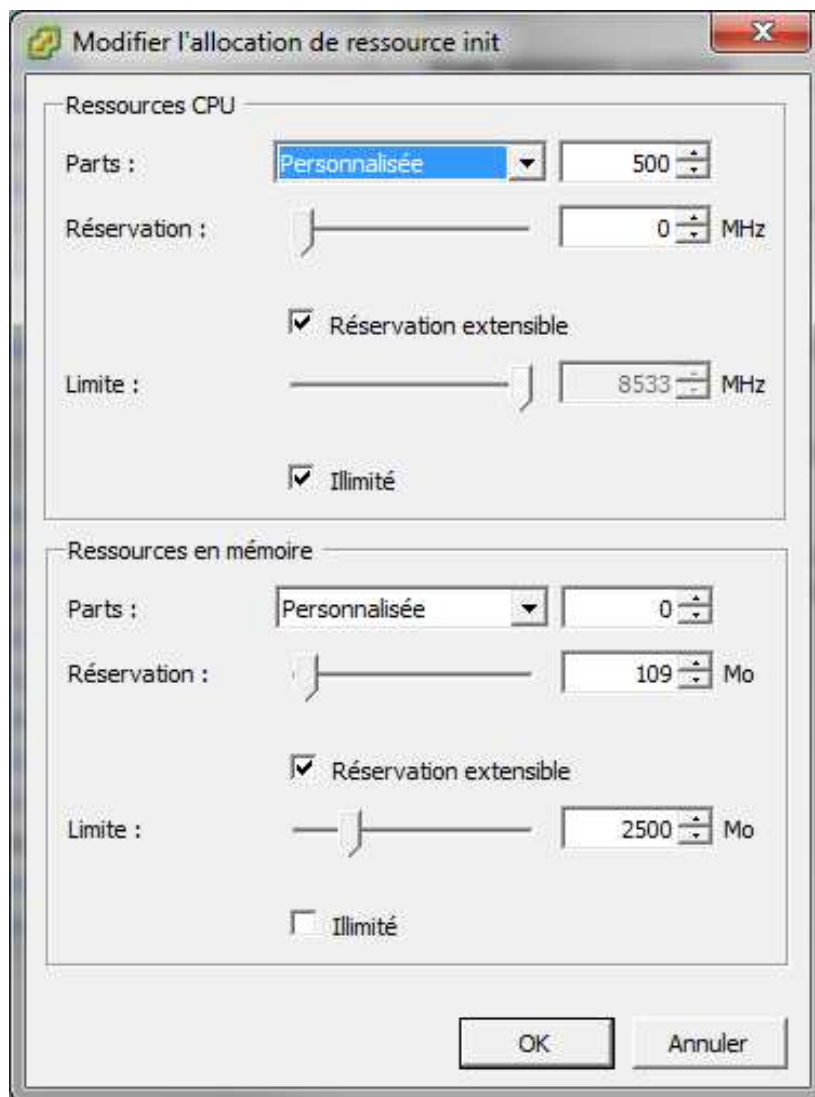 Modifier l'allocation de ressource init
Ressources CPU
Parts : Personnalisée 500
Réservation : 0 MHz
Réservation extensible
Limite : 8533 MHz
Illimité
Ressources en mémoire
Parts : Personnalisée 0
Réservation : 109 Mo
Réservation extensible
Limite : 2500 Mo
Illimité
OK Annuler